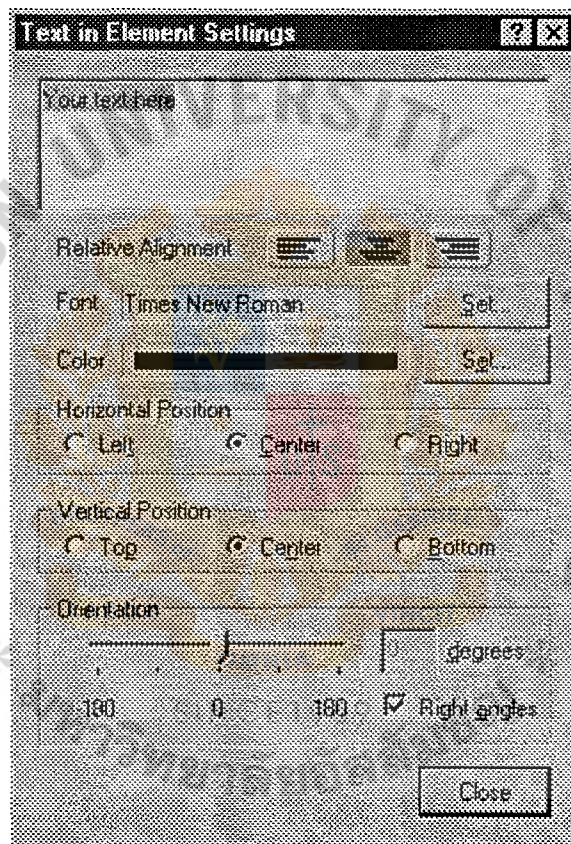 Text in Element Settings
Your text here
Relative Alignment
Font Times New Roman Set...
Color Set...
Horizontal Position
Left Center Right
Vertical Position
Top Center Bottom
Orientation
degrees
-180 0 180 Right angles
Close
UNIVERSITY O